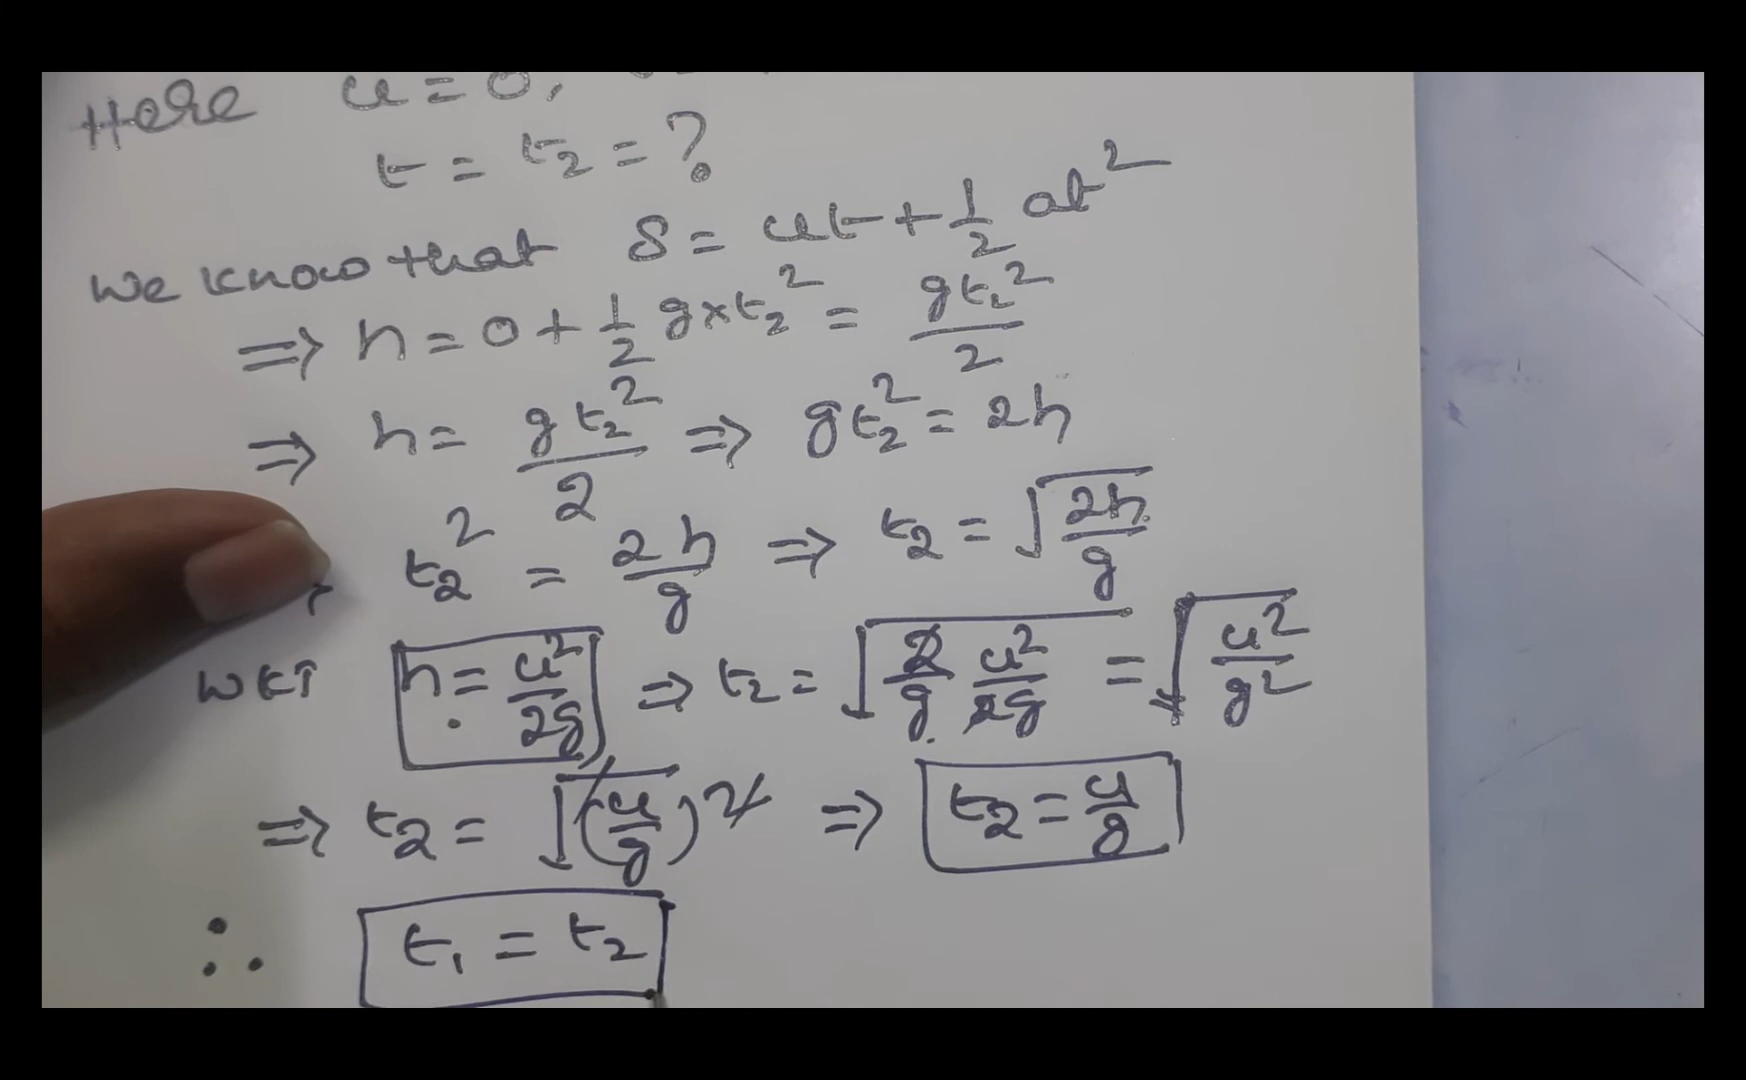 Here u = 0,
t = t₂ = ?
We know that S = ut + 1/2 at²
⇒ h = 0 + 1/2 g×t₂² = gt₂²/2
⇒ h = gt₂²/2 ⇒ gt₂² = 2h
t₂² = 2h/g ⇒ t₂ = √(2h/g)
WKT h = u²/2g ⇒ t₂ = √(2/g u²/2g) = √(u²/g²)
⇒ t₂ = √(u/g)² ⇒ t₂ = u/g
∴ t₁ = t₂